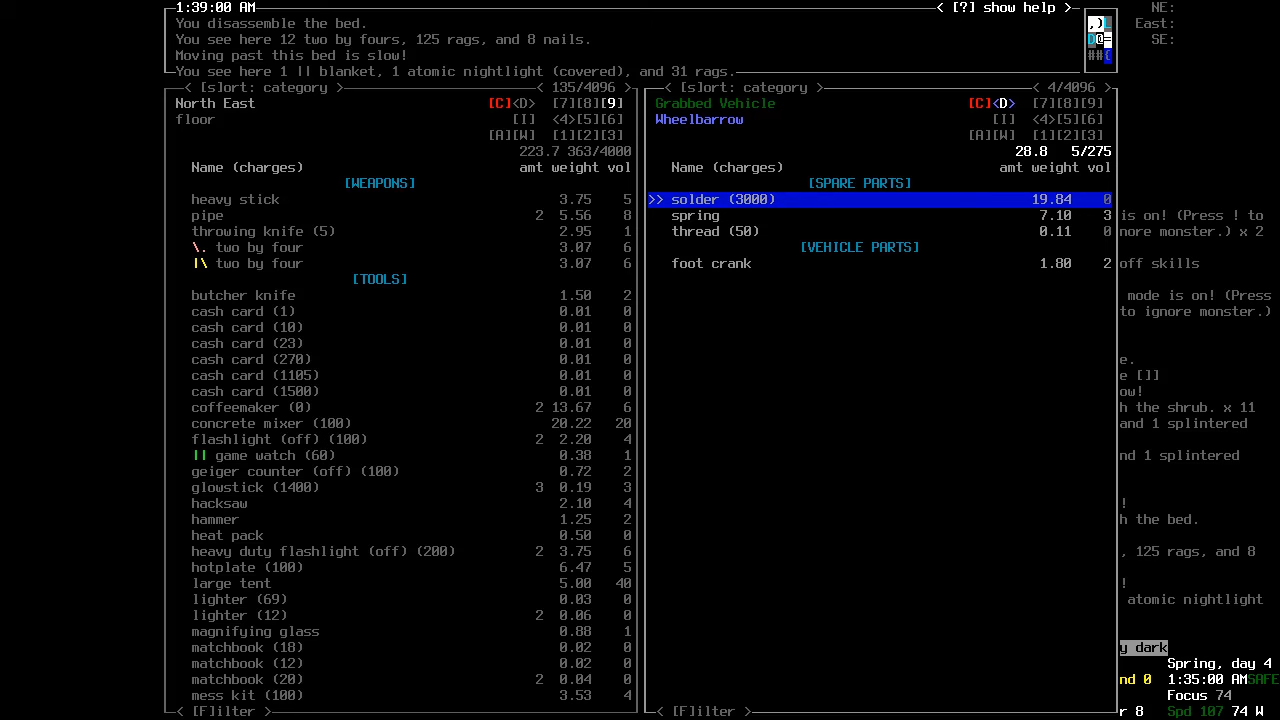 1:39:00 AM < [?] show help > NE:
You disassemble the bed. East:
You see here 12 two by fours, 125 rags, and 8 nails. SE:
Moving past this bed is slow!
You see here 1 || blanket, 1 atomic nightlight (covered), and 31 rags.
< [s]ort: category > < 135/4096 > < [s]ort: category > < 4/4096 >
North East [C]<D> [7][8][9] Grabbed Vehicle [C]<D> [7][8][9]
floor [I] <4>[5][6] Wheelbarrow [I] <4>[5][6]
[A][W] [1][2][3] [A][W] [1][2][3]
223.7 363/4000 28.8 5/275
Name (charges) amt weight vol Name (charges) amt weight vol
[WEAPONS] [SPARE PARTS]
heavy stick 3.75 5 >> solder (3000) 19.84 0
pipe 2 5.56 8 spring 7.10 3 is on! (Press ! to
throwing knife (5) 2.95 1 thread (50) 0.11 0 nore monster.) x 2
\. two by four 3.07 6 [VEHICLE PARTS]
|\ two by four 3.07 6 foot crank 1.80 2 off skills
[TOOLS]
butcher knife 1.50 2 mode is on! (Press
cash card (1) 0.01 0 to ignore monster.)
cash card (10) 0.01 0
cash card (23) 0.01 0
cash card (270) 0.01 0 e.
cash card (1105) 0.01 0 e []]
cash card (1500) 0.01 0 ow!
coffeemaker (0) 2 13.67 6 h the shrub. x 11
concrete mixer (100) 20.22 20 and 1 splintered
flashlight (off) (100) 2 2.20 4
|| game watch (60) 0.38 1 nd 1 splintered
geiger counter (off) (100) 0.72 2
glowstick (1400) 3 0.19 3
hacksaw 2.10 4 !
hammer 1.25 2 h the bed.
heat pack 0.50 0
heavy duty flashlight (off) (200) 2 3.75 6 , 125 rags, and 8
hotplate (100) 6.47 5
large tent 5.00 40 !
lighter (69) 0.03 0 atomic nightlight
lighter (12) 2 0.06 0
magnifying glass 0.88 1
matchbook (18) 0.02 0 y dark
matchbook (12) 0.02 0 Spring, day 4
matchbook (20) 2 0.04 0 nd 0 1:35:00 AMSAFE
mess kit (100) 3.53 4 Focus 74
< [F]ilter > < [F]ilter > r 8 Spd 107 74 W